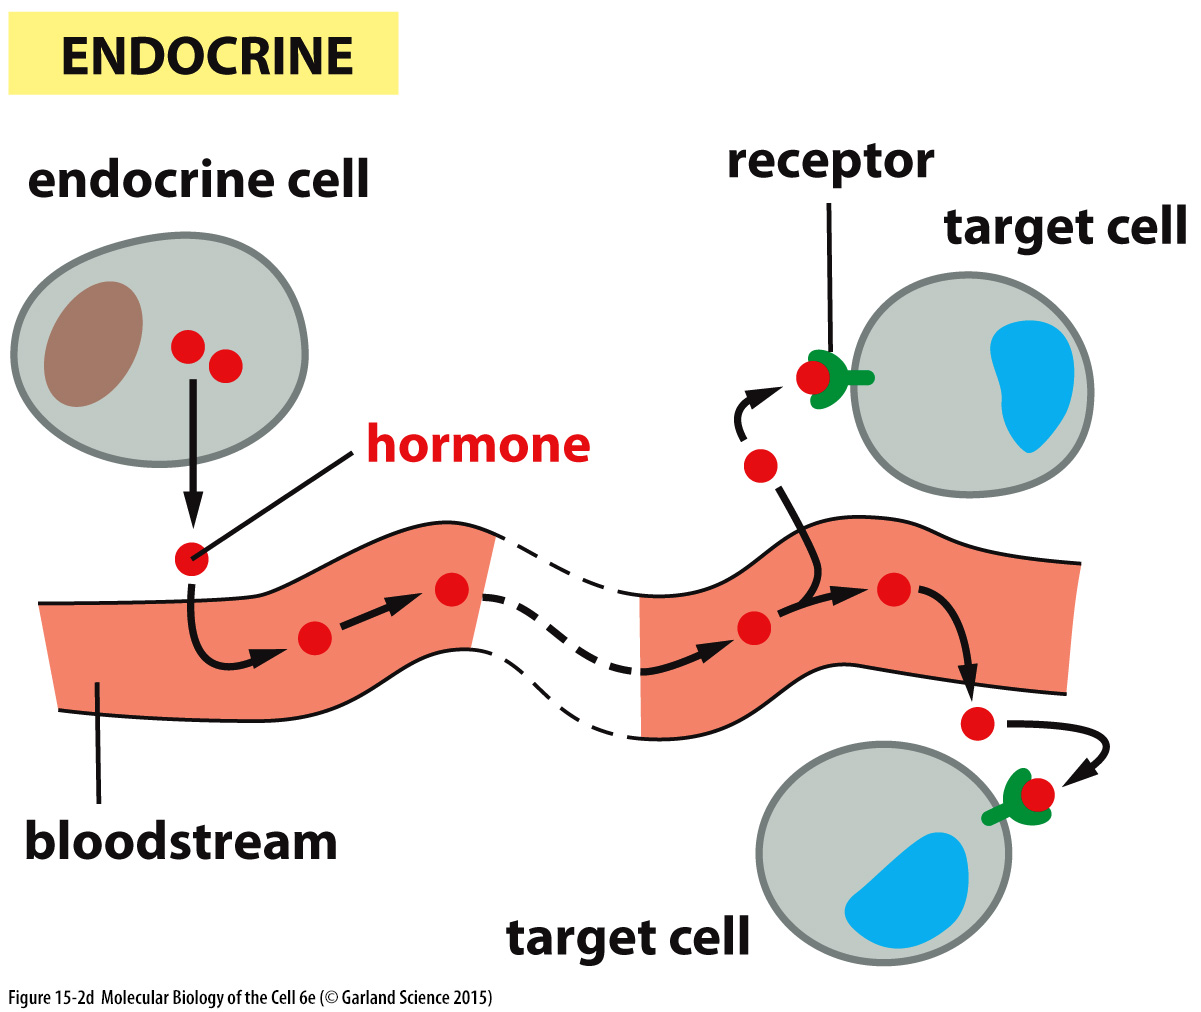 ENDOCRINE
endocrine cell
receptor
target cell
hormone
bloodstream
target cell
Figure 15-2d Molecular Biology of the Cell 6e (© Garland Science 2015)